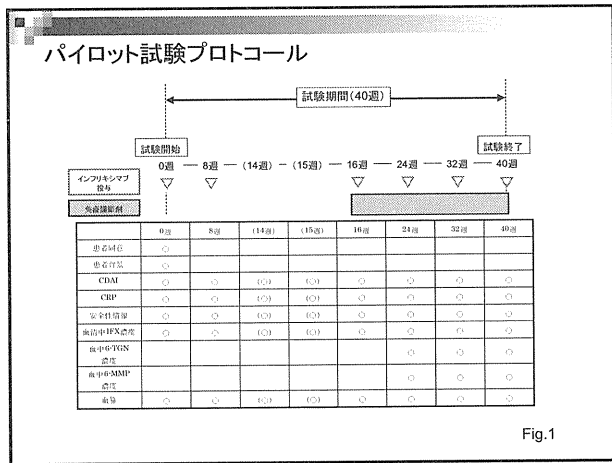 パイロット試験プロトコール
試験期間(40週)
試験開始
試験終了
0週 — 8週 — (14週) — (15週) — 16週 — 24週 — 32週 — 40週
インフリキシマブ
投与
免疫調節剤
0週 8週 (14週) (15週) 16週 24週 32週 40週
患者同意 ○
患者背景 ○
CDAI ○ ○ (○) (○) ○ ○ ○ ○
CRP ○ ○ (○) (○) ○ ○ ○ ○
安全性情報 ○ ○ (○) (○) ○ ○ ○ ○
血清中IFX濃度 ○ ○ (○) (○) ○ ○ ○ ○
血中6-TGN
濃度 ○ ○ ○
血中6-MMP
濃度 ○ ○ ○
血算 ○ ○ (○) (○) ○ ○ ○ ○
Fig.1